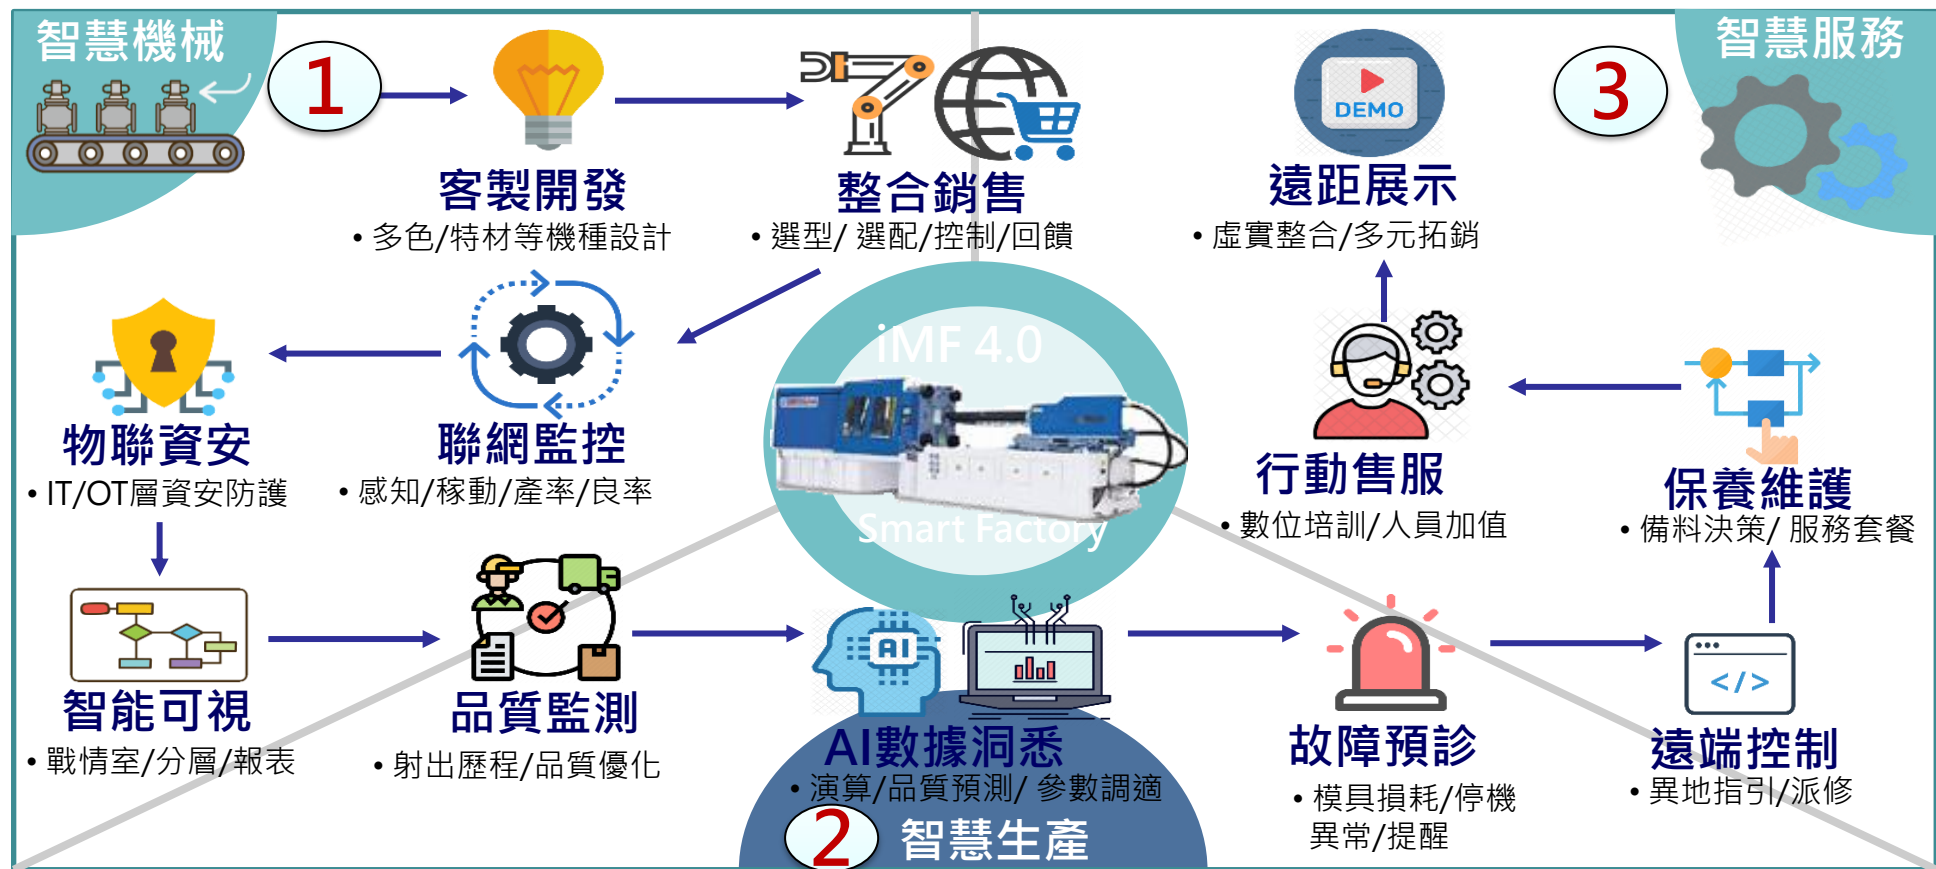 智慧機械
1
智慧服務
3
DEMO
客製開發
• 多色/特材等機種設計
整合銷售
• 選型/ 選配/控制/回饋
遠距展示
• 虛實整合/多元拓銷
iMF 4.0
Smart Factory
物聯資安
• IT/OT層資安防護
聯網監控
• 感知/稼動/產率/良率
行動售服
• 數位培訓/人員加值
保養維護
• 備料決策/ 服務套餐
智能可視
• 戰情室/分層/報表
品質監測
• 射出歷程/品質優化
AI
AI數據洞悉
• 演算/品質預測/ 參數調適
故障預診
• 模具損耗/停機
異常/提醒
</>
遠端控制
• 異地指引/派修
2
智慧生產